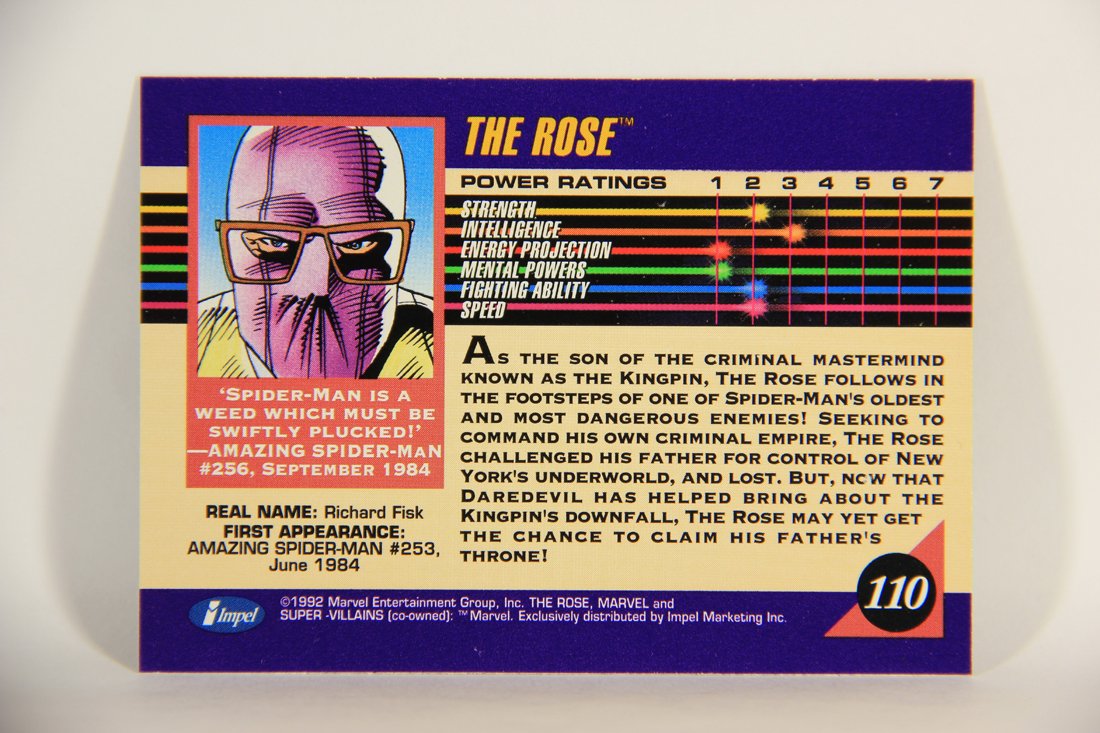 THE ROSE™
POWER RATINGS 1 2 3 4 5 6 7
STRENGTH
INTELLIGENCE
ENERGY PROJECTION
MENTAL POWERS
FIGHTING ABILITY
SPEED
'SPIDER-MAN IS A
WEED WHICH MUST BE
SWIFTLY PLUCKED!'
—AMAZING SPIDER-MAN
#256, SEPTEMBER 1984
REAL NAME: Richard Fisk
FIRST APPEARANCE:
AMAZING SPIDER-MAN #253,
June 1984
AS THE SON OF THE CRIMINAL MASTERMIND
KNOWN AS THE KINGPIN, THE ROSE FOLLOWS IN
THE FOOTSTEPS OF ONE OF SPIDER-MAN'S OLDEST
AND MOST DANGEROUS ENEMIES! SEEKING TO
COMMAND HIS OWN CRIMINAL EMPIRE, THE ROSE
CHALLENGED HIS FATHER FOR CONTROL OF NEW
YORK'S UNDERWORLD, AND LOST. BUT, NOW THAT
DAREDEVIL HAS HELPED BRING ABOUT THE
KINGPIN'S DOWNFALL, THE ROSE MAY YET GET
THE CHANCE TO CLAIM HIS FATHER'S
THRONE!
110
Impel
©1992 Marvel Entertainment Group, Inc. THE ROSE, MARVEL and
SUPER -VILLAINS (co-owned): ™ Marvel. Exclusively distributed by Impel Marketing Inc.